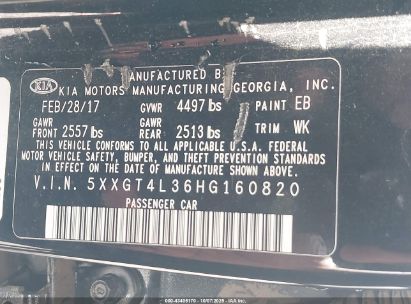 MANUFACTURED BY
KIA KIA MOTORS MANUFACTURING GEORGIA, INC.
FEB/28/17 GVWR 4497 lbs PAINT EB
GAWR FRONT 2557 lbs GAWR REAR 2513 lbs TRIM WK
THIS VEHICLE CONFORMS TO ALL APPLICABLE U.S.A. FEDERAL
MOTOR VEHICLE SAFETY, BUMPER, AND THEFT PREVENTION STANDARDS
IN EFFECT ON THE DATE OF MANUFACTURE SHOWN ABOVE.
V.I.N. 5XXGT4L36HG160820
PASSENGER CAR